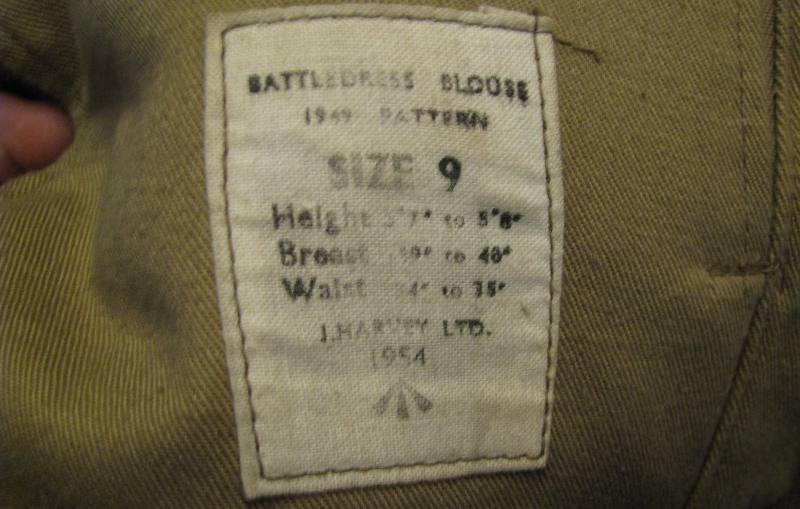 BATTLEDRESS BLOUSE
1949 PATTERN
SIZE 9
Height 5'7" to 5'8"
Breast 39" to 40"
Waist 34" to 35"
J.HARVEY LTD.
1954